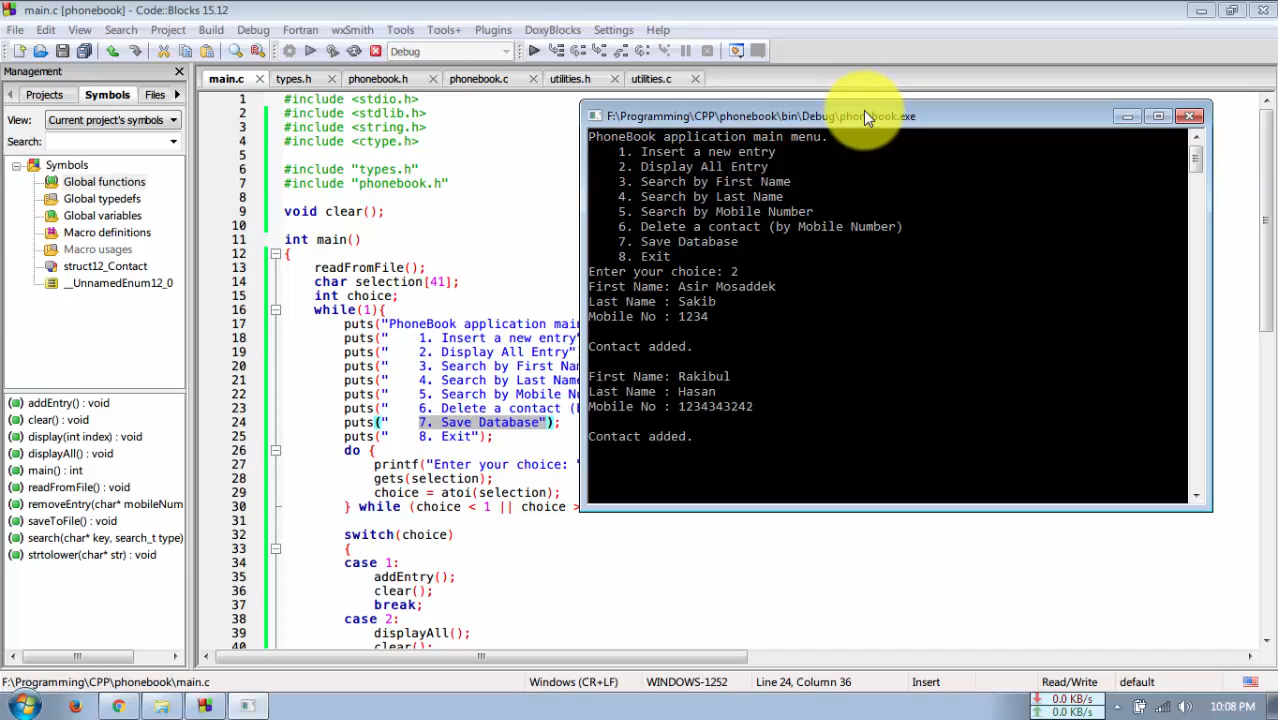 main.c [phonebook] - Code::Blocks 15.12
File Edit View Search Project Build Debug Fortran wxSmith Tools Tools+ Plugins DoxyBlocks Settings Help
Debug
Management
Projects Symbols Files
View: Current project's symbols
Search:
Symbols
Global functions
Global typedefs
Global variables
Macro definitions
Macro usages
struct12_Contact
__UnnamedEnum12_0
addEntry() : void
clear() : void
display(int index) : void
displayAll() : void
main() : int
readFromFile() : void
removeEntry(char* mobileNum
saveToFile() : void
search(char* key, search_t type)
strtolower(char* str) : void
main.c types.h phonebook.h phonebook.c utilities.h utilities.c
1 #include <stdio.h>
2 #include <stdlib.h>
3 #include <string.h>
4 #include <ctype.h>
5
6 #include "types.h"
7 #include "phonebook.h"
8
9 void clear();
10
11 int main()
12 {
13 readFromFile();
14 char selection[41];
15 int choice;
16 while(1){
17 puts("PhoneBook application mai
18 puts("    1. Insert a new entry"
19 puts("    2. Display All Entry"
20 puts("    3. Search by First Na
21 puts("    4. Search by Last Nam
22 puts("    5. Search by Mobile N
23 puts("    6. Delete a contact (
24 puts("    7. Save Database");
25 puts("    8. Exit");
26 do {
27 printf("Enter your choice: "
28 gets(selection);
29 choice = atoi(selection);
30 } while (choice < 1 || choice >
31
32 switch(choice)
33 {
34 case 1:
35 addEntry();
36 clear();
37 break;
38 case 2:
39 displayAll();
40 clear();
F:\Programming\CPP\phonebook\bin\Debug\phonebook.exe
PhoneBook application main menu.
1. Insert a new entry
2. Display All Entry
3. Search by First Name
4. Search by Last Name
5. Search by Mobile Number
6. Delete a contact (by Mobile Number)
7. Save Database
8. Exit
Enter your choice: 2
First Name: Asir Mosaddek
Last Name : Sakib
Mobile No : 1234
Contact added.
First Name: Rakibul
Last Name : Hasan
Mobile No : 1234343242
Contact added.
F:\Programming\CPP\phonebook\main.c Windows (CR+LF) WINDOWS-1252 Line 24, Column 36 Insert Read/Write default
0.0 KB/s
0.0 KB/s
10:08 PM